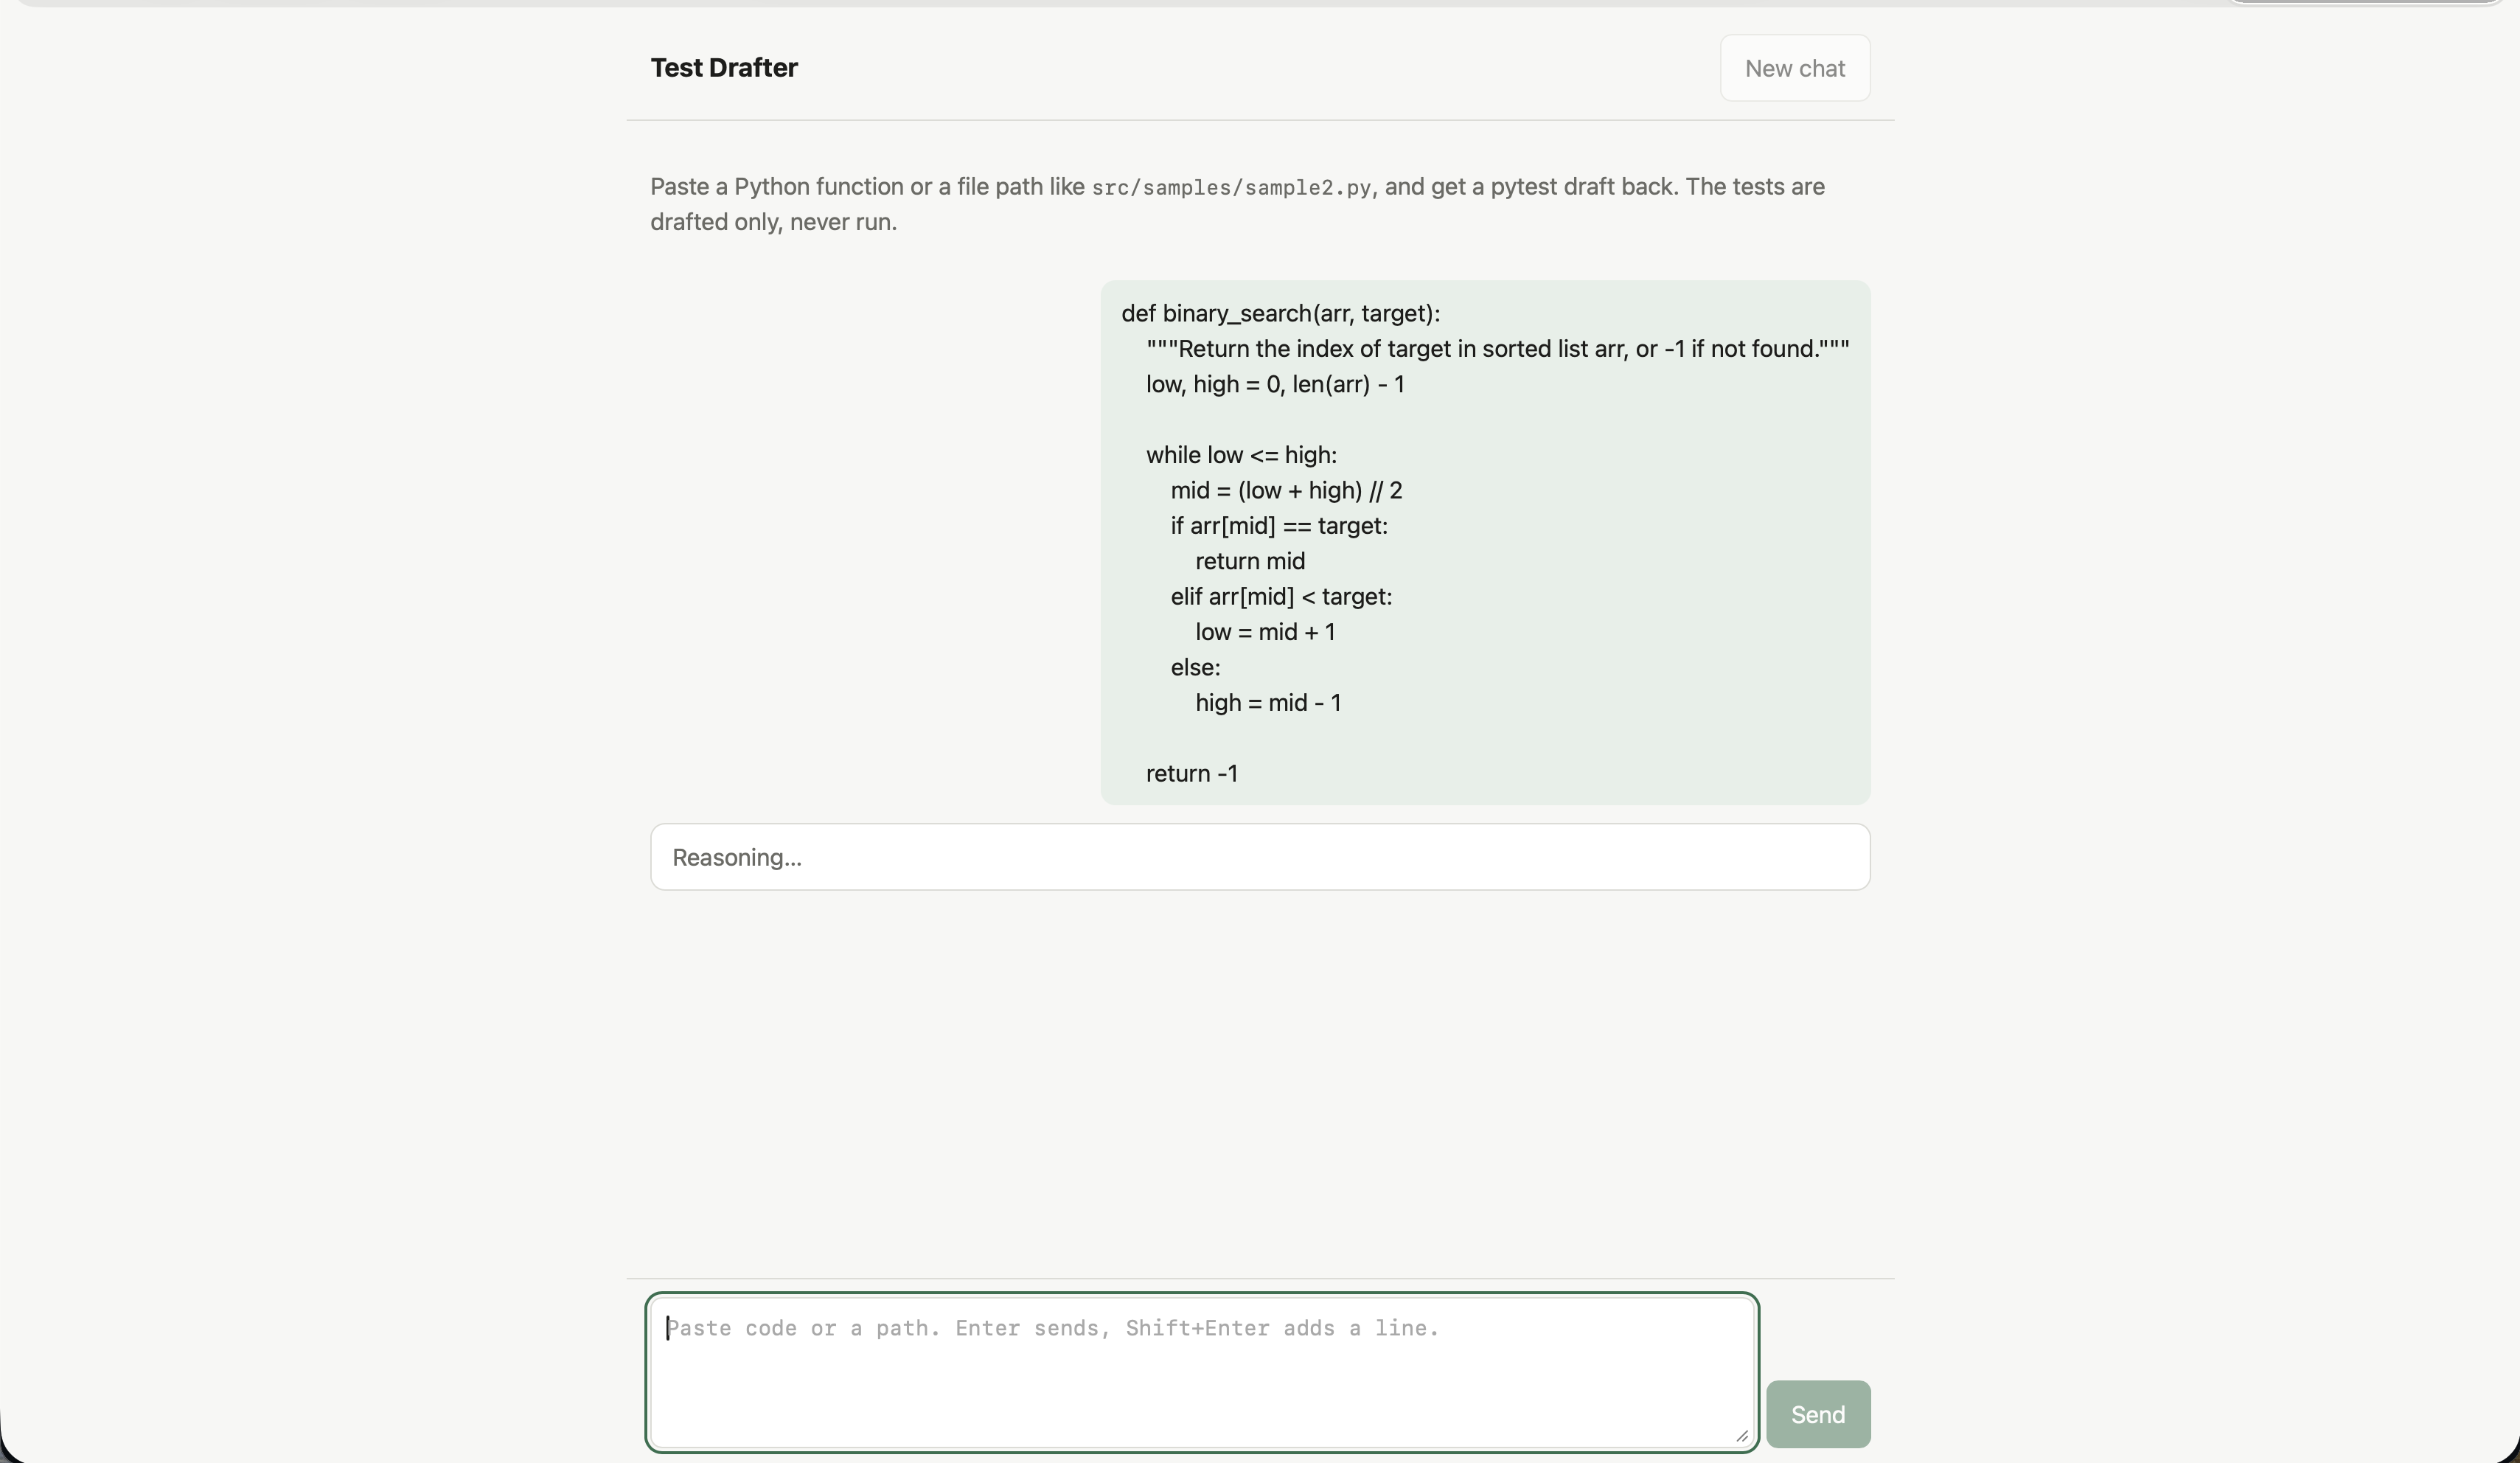 Test Drafter
New chat
Paste a Python function or a file path like src/samples/sample2.py, and get a pytest draft back. The tests are
drafted only, never run.
def binary_search(arr, target):
    """Return the index of target in sorted list arr, or -1 if not found."""
    low, high = 0, len(arr) - 1

    while low <= high:
        mid = (low + high) // 2
        if arr[mid] == target:
            return mid
        elif arr[mid] < target:
            low = mid + 1
        else:
            high = mid - 1

    return -1
Reasoning...
Paste code or a path. Enter sends, Shift+Enter adds a line.
Send